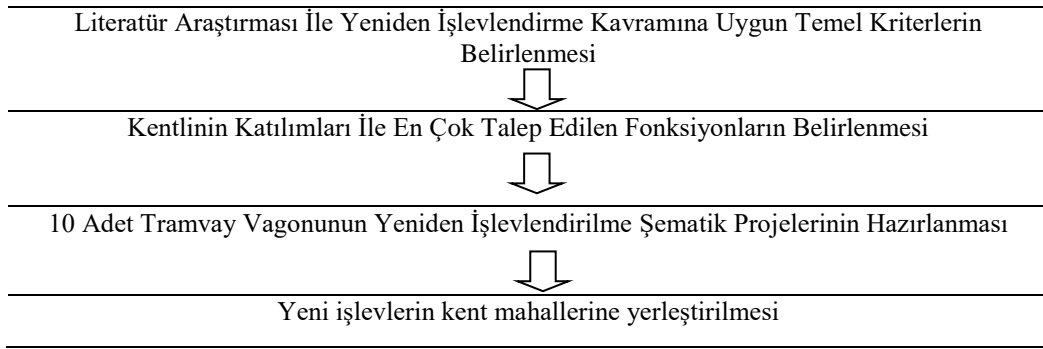 Literatür Araştırması İle Yeniden İşlevlendirme Kavramına Uygun Temel Kriterlerin
Belirlenmesi
Kentlinin Katılımları İle En Çok Talep Edilen Fonksiyonların Belirlenmesi
10 Adet Tramvay Vagonunun Yeniden İşlevlendirilme Şematik Projelerinin Hazırlanması
Yeni işlevlerin kent mahallerine yerleştirilmesi